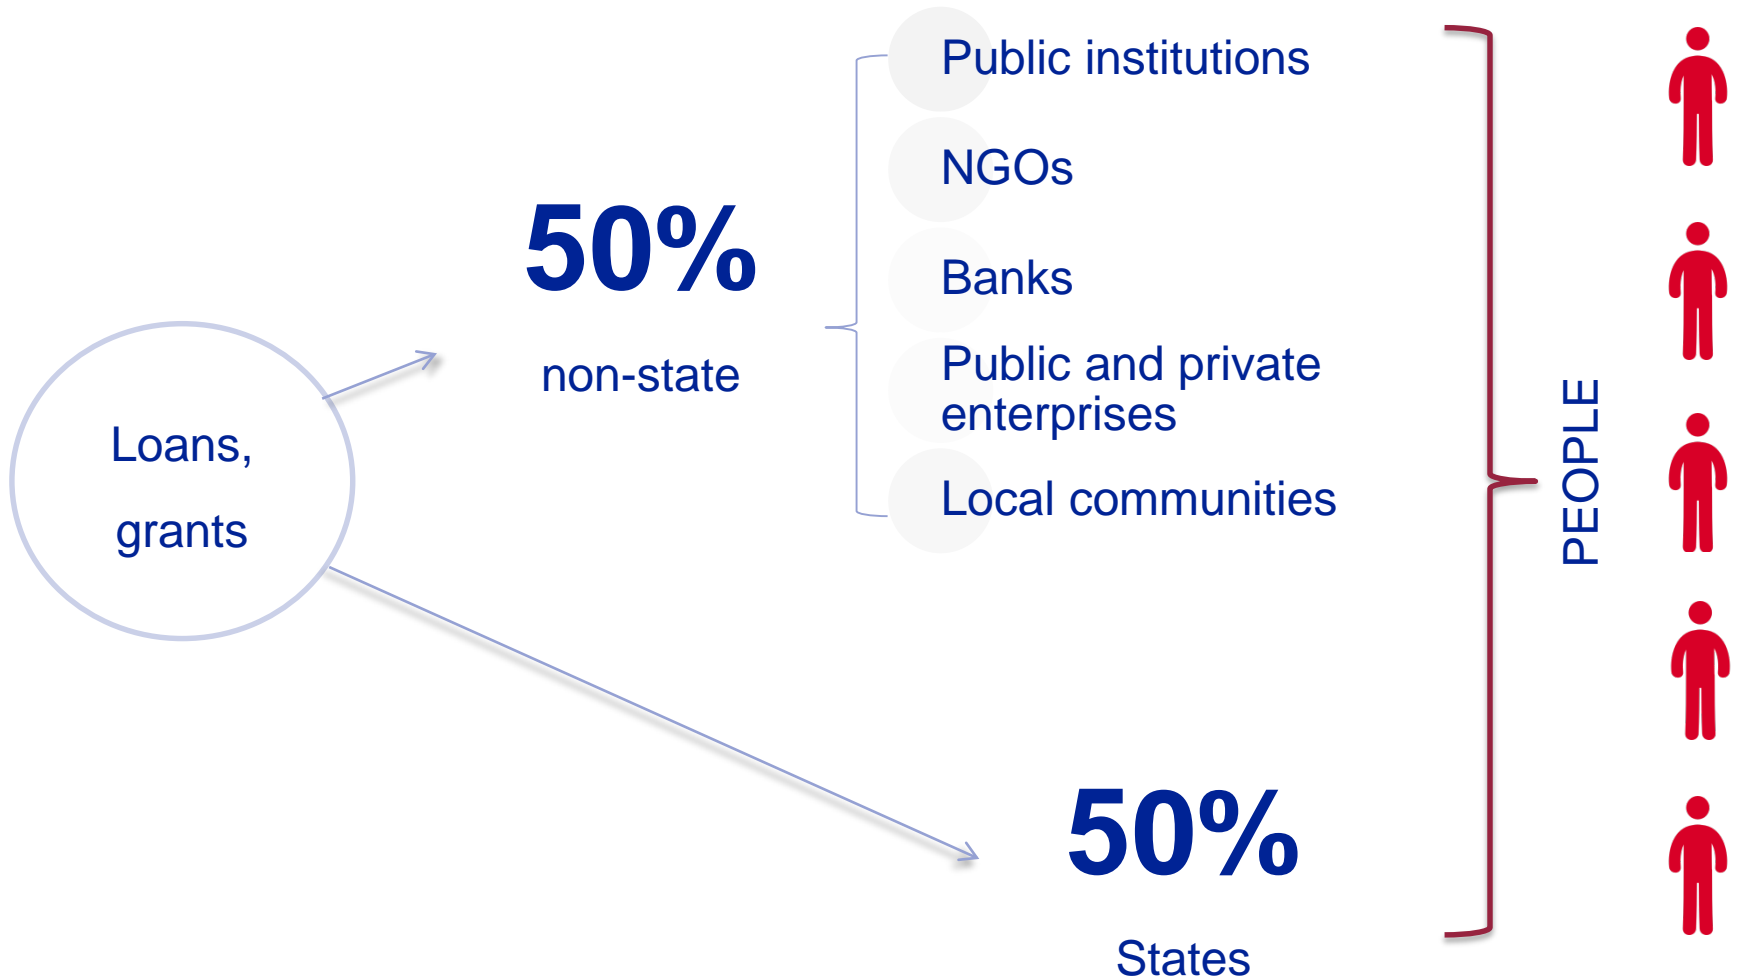 Loans,
grants
50%
non-state
Public institutions
NGOs
Banks
Public and private
enterprises
Local communities
50%
States
PEOPLE